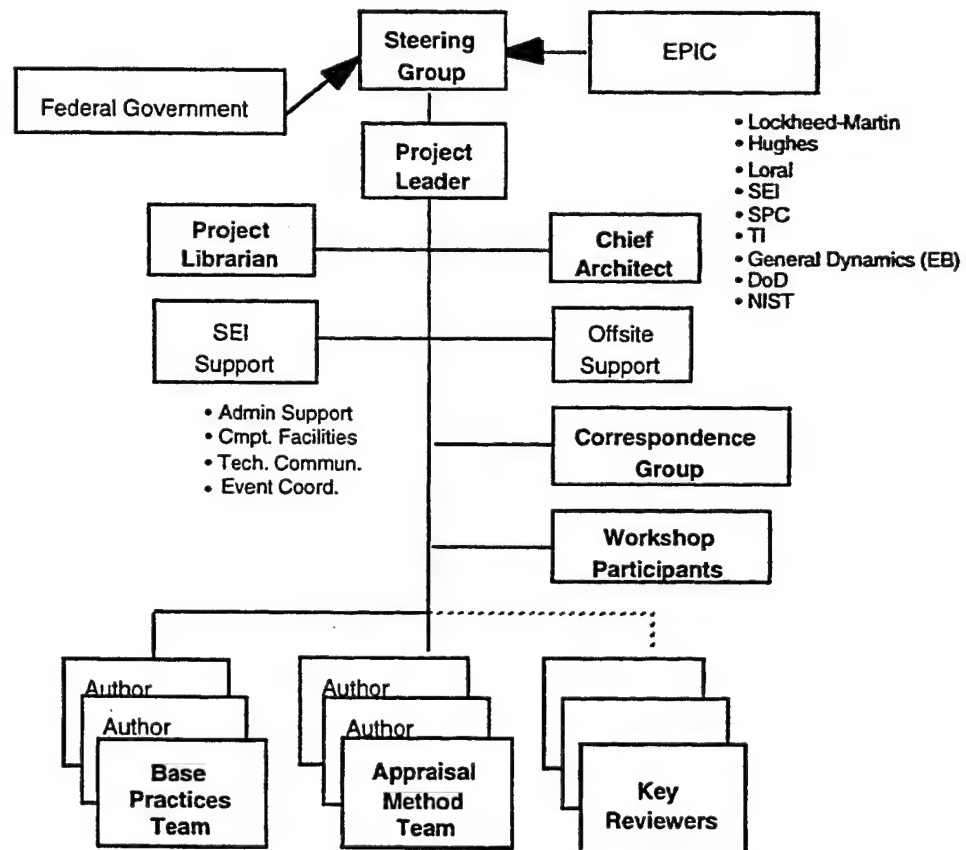 Steering
Group
EPIC
Federal Government
Project
Leader
• Lockheed-Martin
• Hughes
• Loral
• SEI
• SPC
• TI
• General Dynamics (EB)
• DoD
• NIST
Project
Librarian
Chief
Architect
SEI
Support
Offsite
Support
• Admin Support
• Cmpt. Facilities
• Tech. Commun.
• Event Coord.
Correspondence
Group
Workshop
Participants
Author
Author
Base
Practices
Team
Author
Author
Appraisal
Method
Team
Key
Reviewers